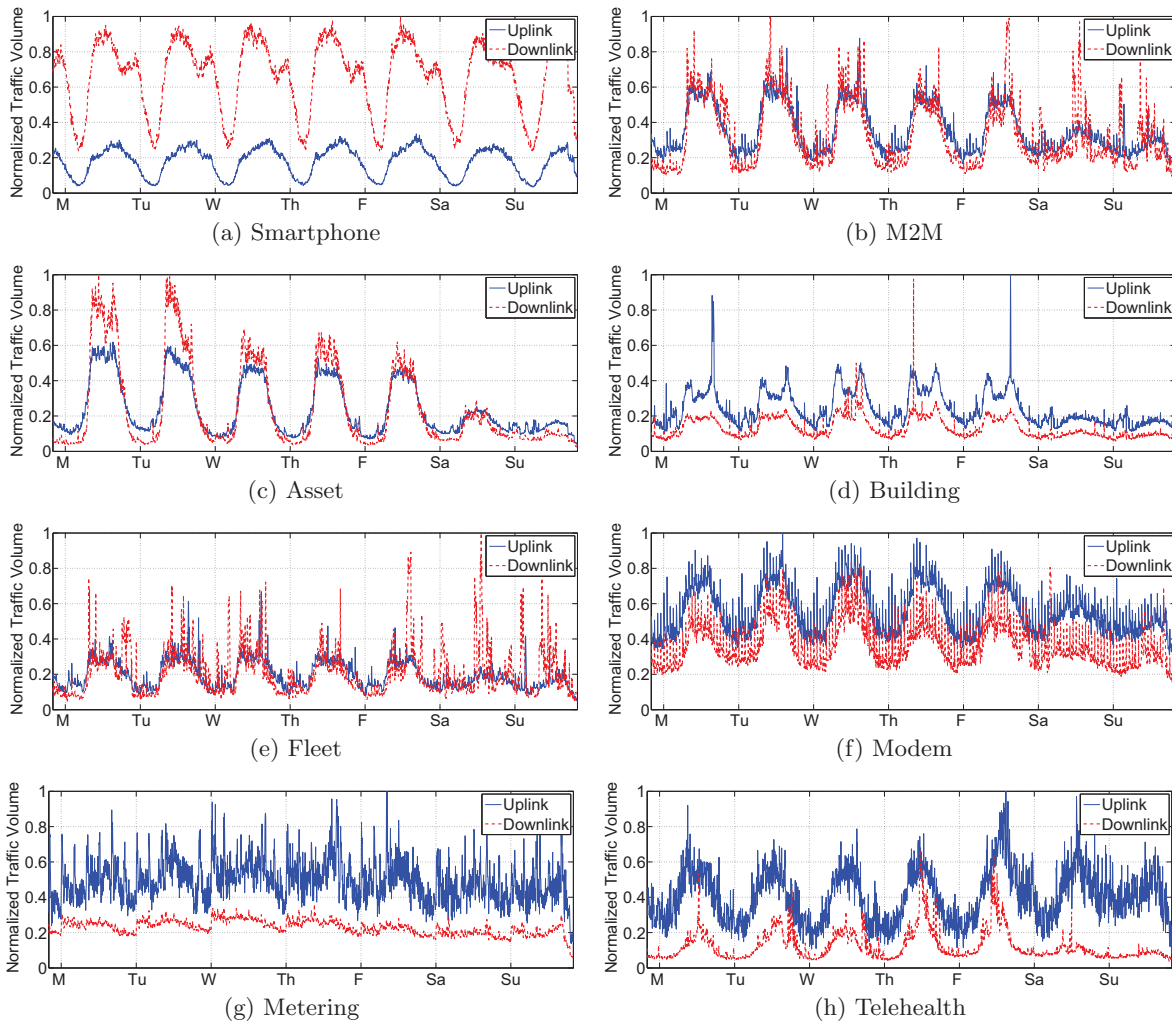 Normalized Traffic Volume
1
0.8
0.6
0.4
0.2
0
Uplink
Downlink
M Tu W Th F Sa Su
(a) Smartphone
Normalized Traffic Volume
1
0.8
0.6
0.4
0.2
0
Uplink
Downlink
M Tu W Th F Sa Su
(b) M2M
Normalized Traffic Volume
1
0.8
0.6
0.4
0.2
0
Uplink
Downlink
M Tu W Th F Sa Su
(c) Asset
Normalized Traffic Volume
1
0.8
0.6
0.4
0.2
0
Uplink
Downlink
M Tu W Th F Sa Su
(d) Building
Normalized Traffic Volume
1
0.8
0.6
0.4
0.2
0
Uplink
Downlink
M Tu W Th F Sa Su
(e) Fleet
Normalized Traffic Volume
1
0.8
0.6
0.4
0.2
0
Uplink
Downlink
M Tu W Th F Sa Su
(f) Modem
Normalized Traffic Volume
1
0.8
0.6
0.4
0.2
0
Uplink
Downlink
M Tu W Th F Sa Su
(g) Metering
Normalized Traffic Volume
1
0.8
0.6
0.4
0.2
0
Uplink
Downlink
M Tu W Th F Sa Su
(h) Telehealth